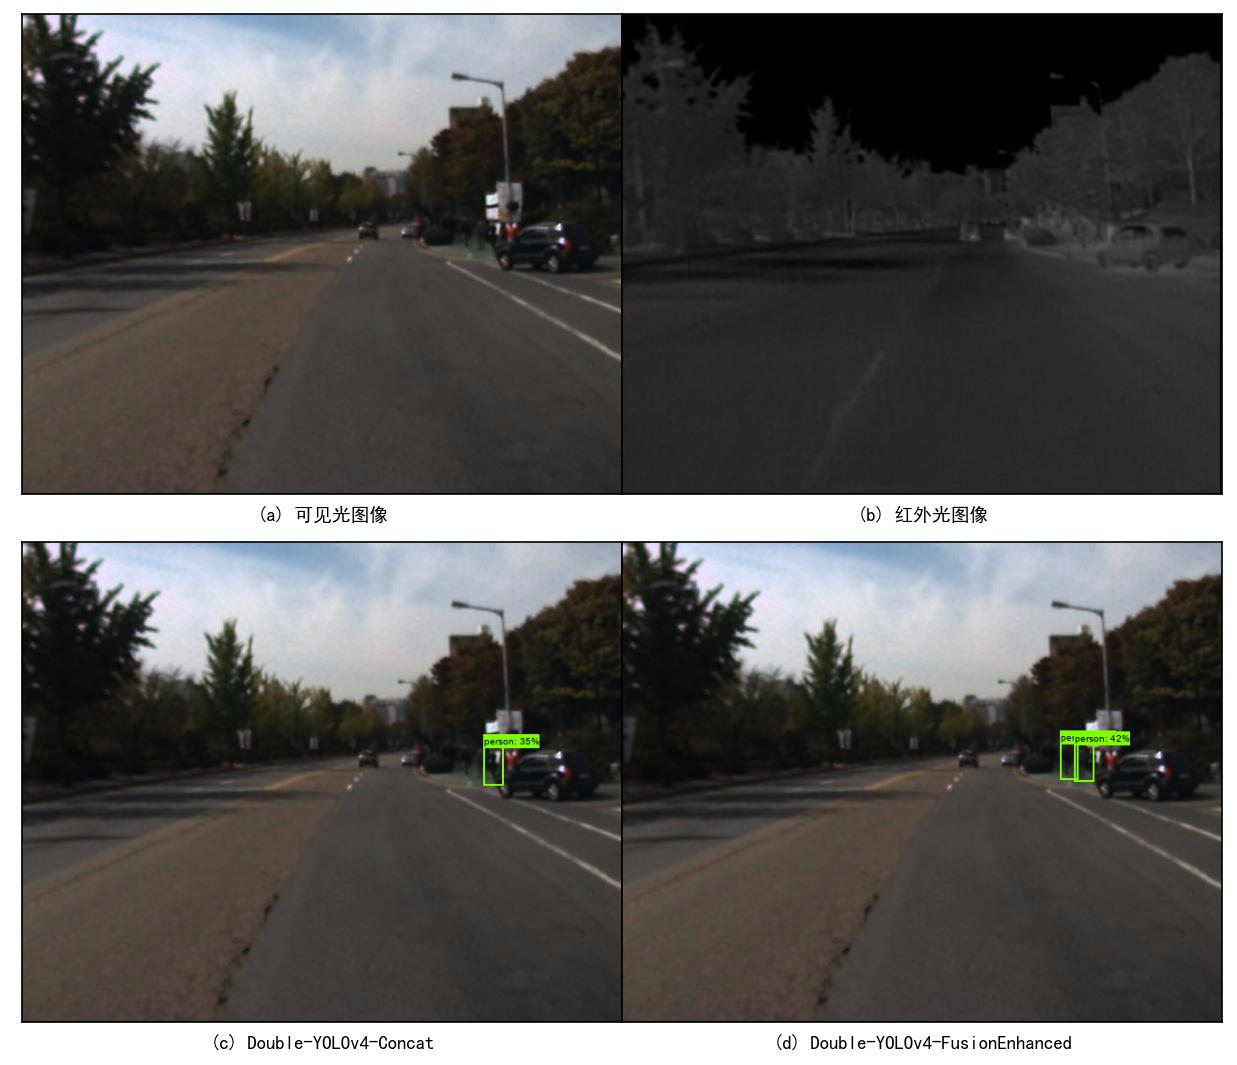 (a) 可见光图像
(b) 红外光图像
person: 35%
person: 42%
(c) Double-YOLOv4-Concat
(d) Double-YOLOv4-FusionEnhanced